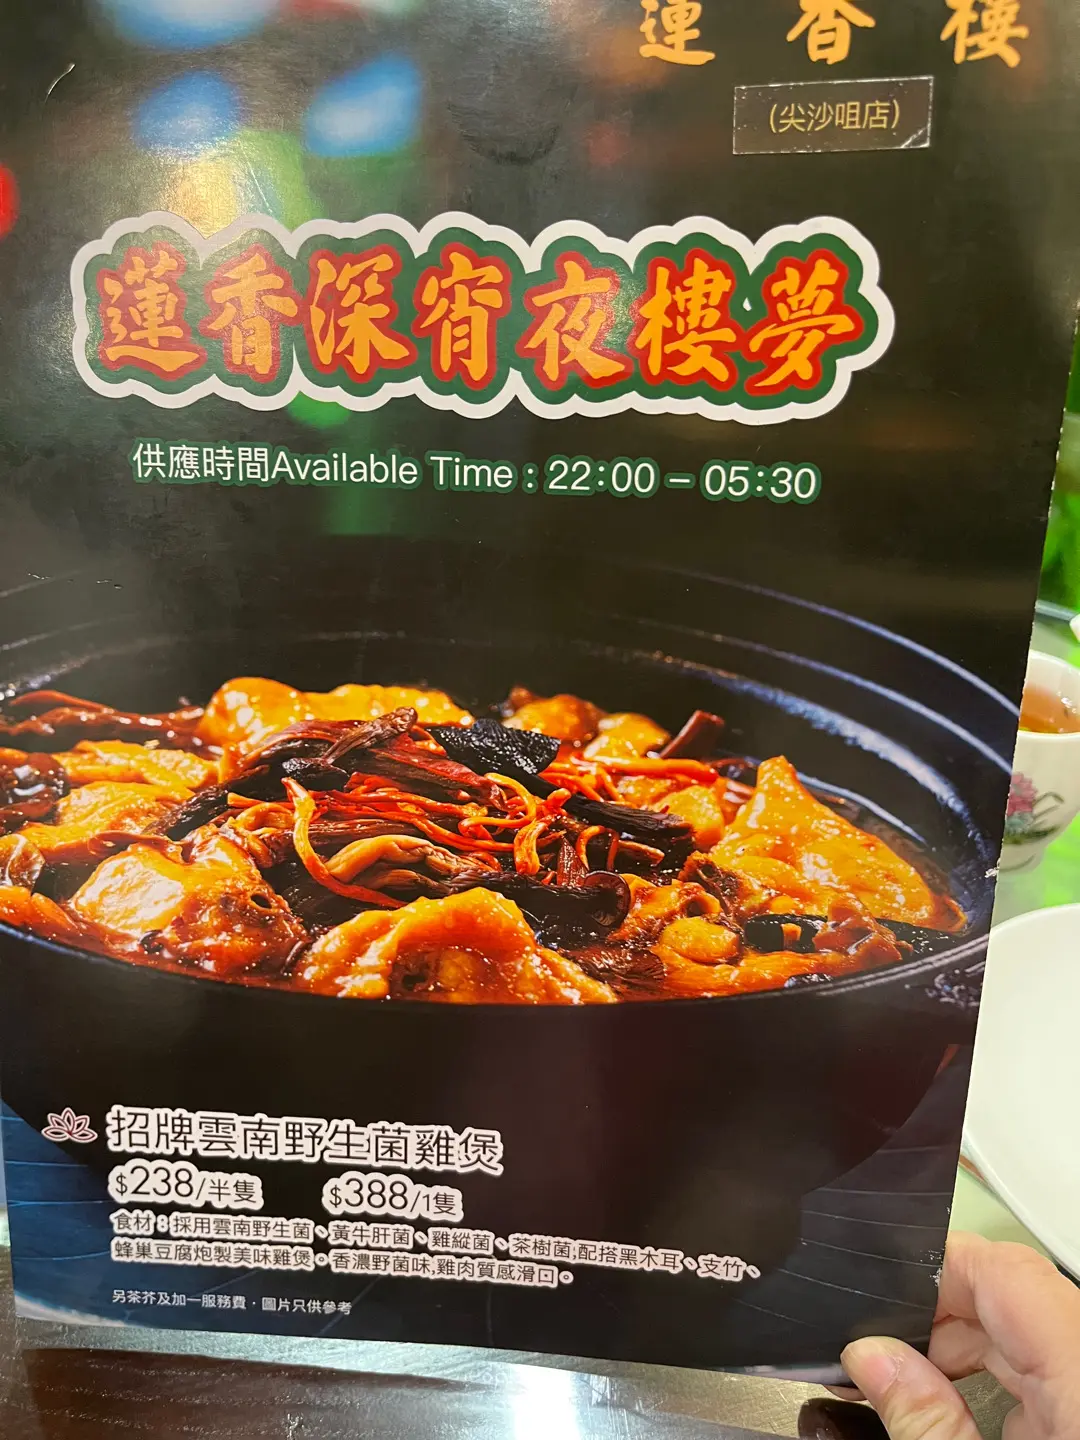 蓮香樓
(尖沙咀店)
蓮香深宵夜樓夢
供應時間Available Time : 22:00 – 05:30
招牌雲南野生菌雞煲
$238/半隻 $388/1隻
食材：採用雲南野生菌、黃牛肝菌、雞縱菌、茶樹菌;配搭黑木耳、支竹、
蜂巢豆腐炮製美味雞煲。香濃野菌味,雞肉質感滑口。
另茶芥及加一服務費．圖片只供參考